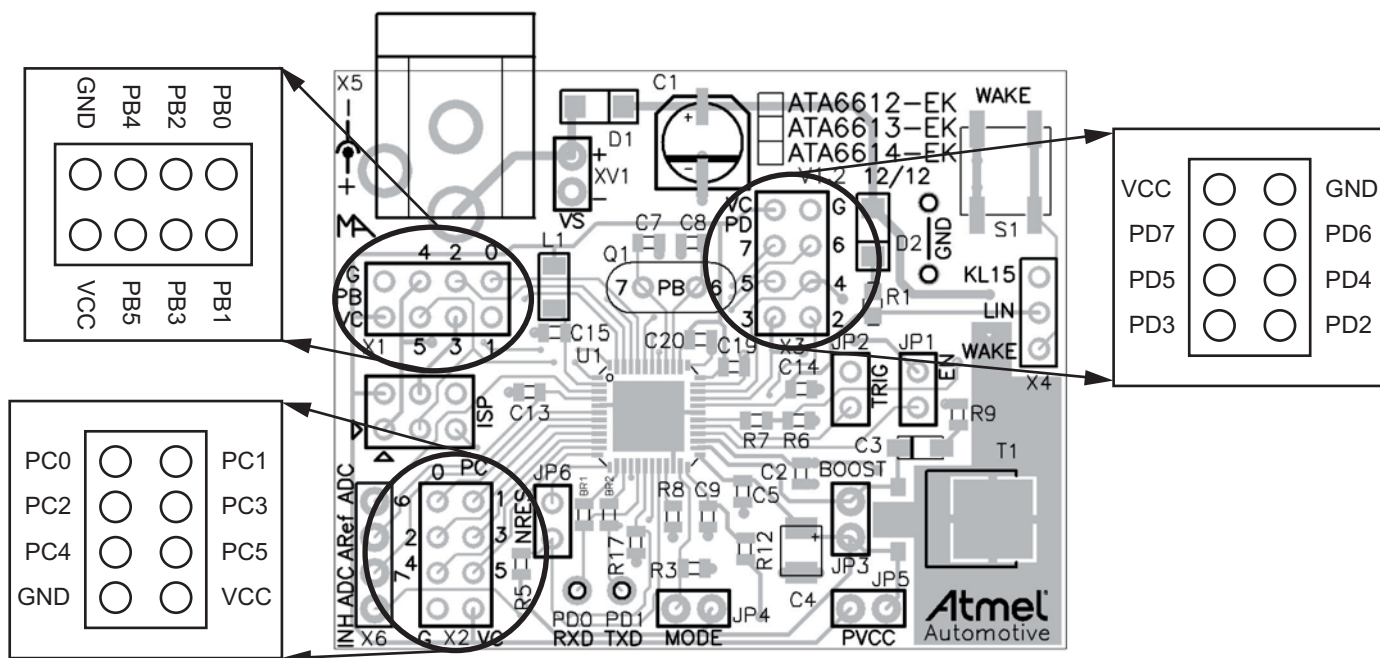 GND PB4 PB2 PB0
VCC PB5 PB3 PB1
PC0 PC1
PC2 PC3
PC4 PC5
GND VCC
X5
C1
D1
+
XV1
-
VS
ATA6612-EK
ATA6613-EK
ATA6614-EK
V1.2 12/12
WAKE
S1
VC G
PD
7 6
5 4
3 2
X3
D2
GND
R1
KL15
LIN
WAKE
X4
C7 C8
Q1
7 PB 6
L1
4 2 0
G
PB
VC
X1 5 3 1
C15
U1
C20
C19
C14
JP2 JP1
TRIG
EN
ISP
C13
R7 R6
R9
C3
T1
C2
BOOST
C5
0 PC
6 1
2 3
4
7 5
INH ADC ARef ADC
X6 G X2 VC
JP6
NRES
R5
BR1
BR2
R17
R8
C9
R3
R12
+
C4
JP3
JP5
JP4
PD0 PD1
RXD TXD
MODE
PVCC
Atmel
Automotive
VCC GND
PD7 PD6
PD5 PD4
PD3 PD2